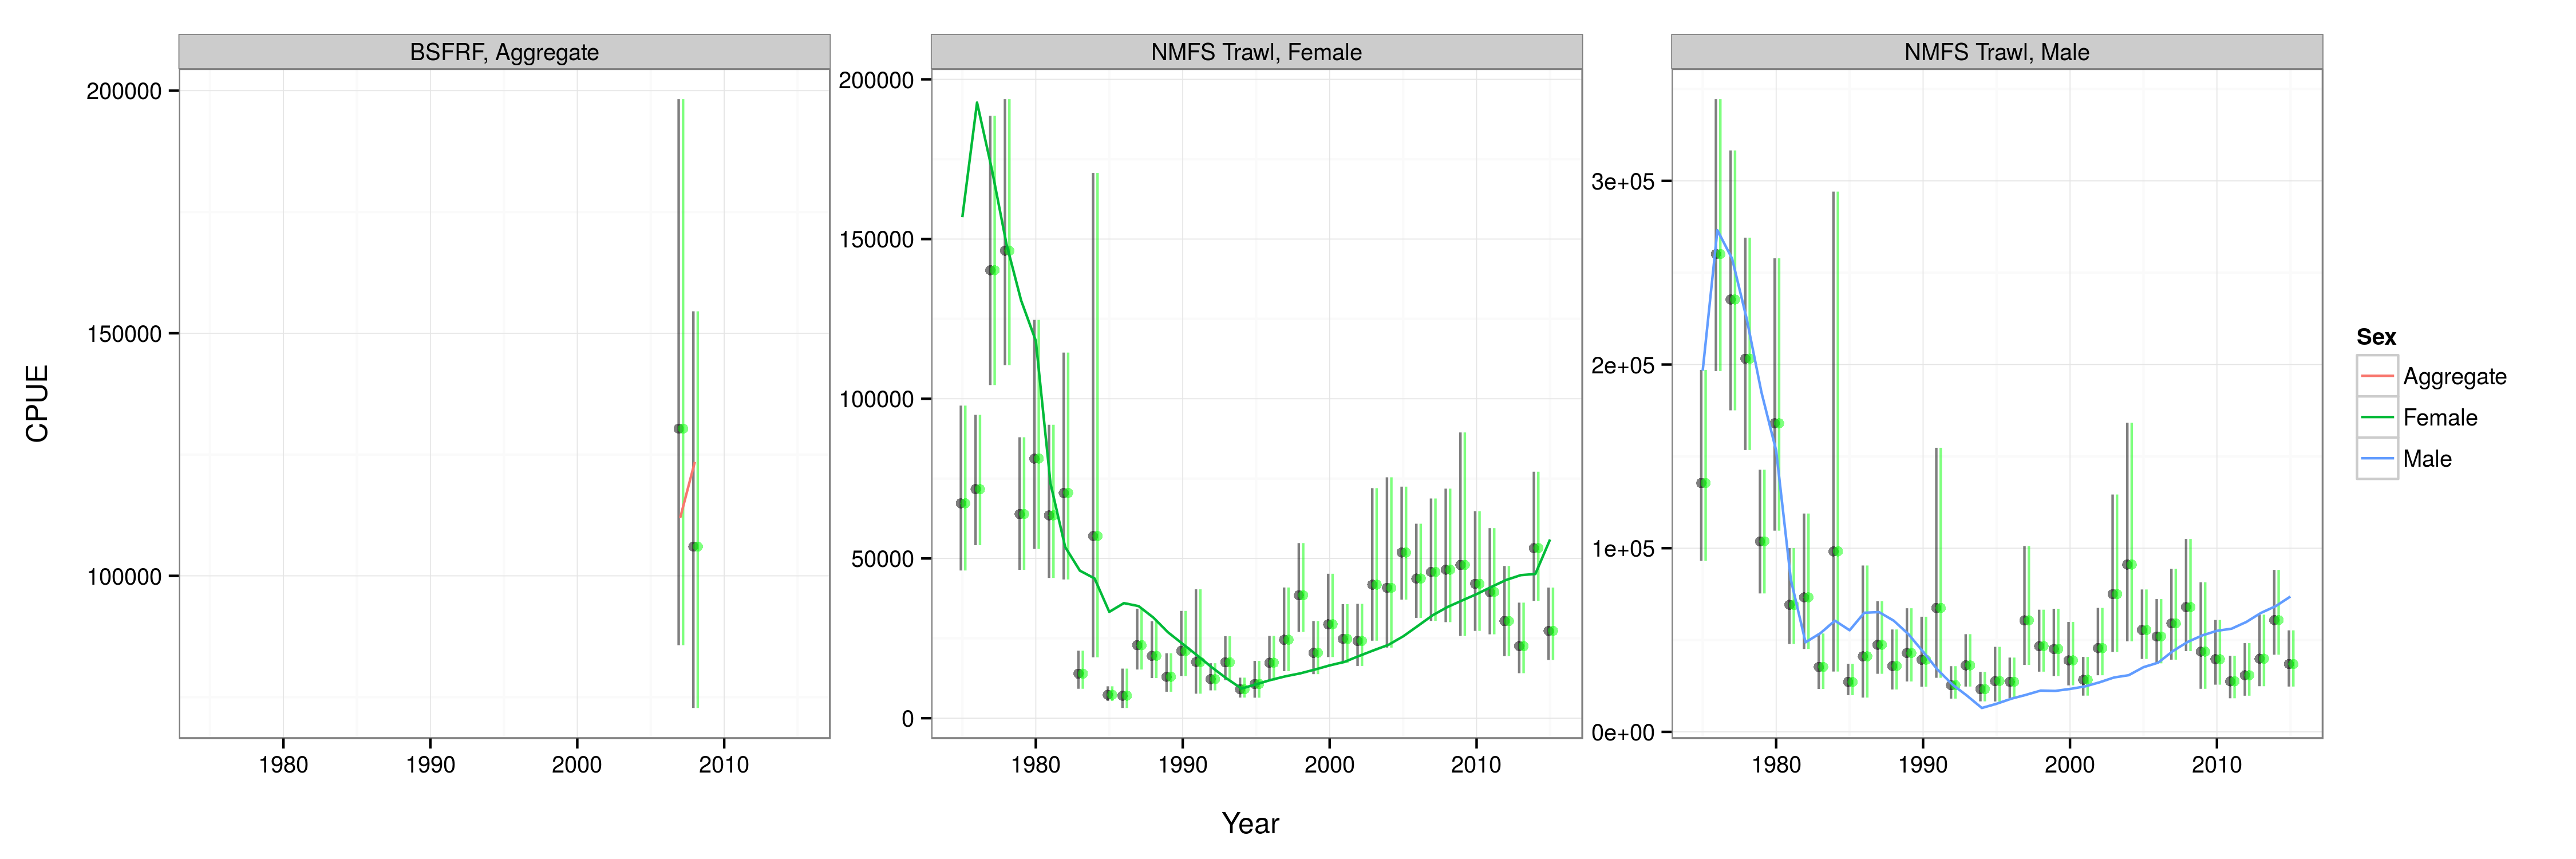 BSFRF, Aggregate
NMFS Trawl, Female
NMFS Trawl, Male
CPUE
200000
150000
100000
200000
150000
100000
50000
0
3e+05
2e+05
1e+05
0e+00
1980 1990 2000 2010
1980 1990 2000 2010
1980 1990 2000 2010
Year
Sex
Aggregate
Female
Male